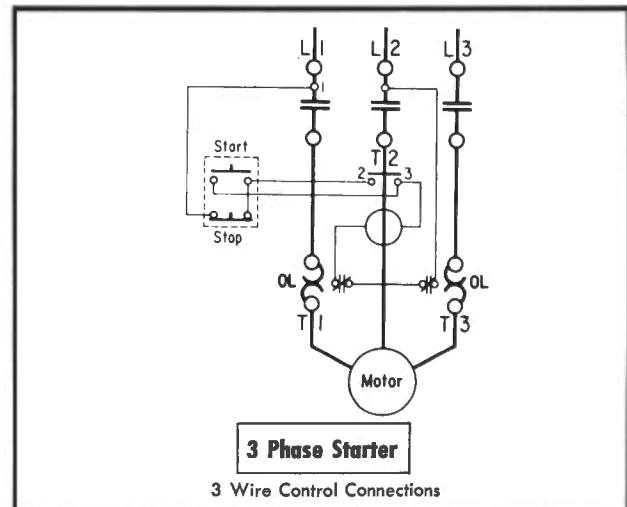 L1 L2 L3
1
Start
T2
2 3
Stop
OL OL
T1 T3
Motor
3 Phase Starter
3 Wire Control Connections